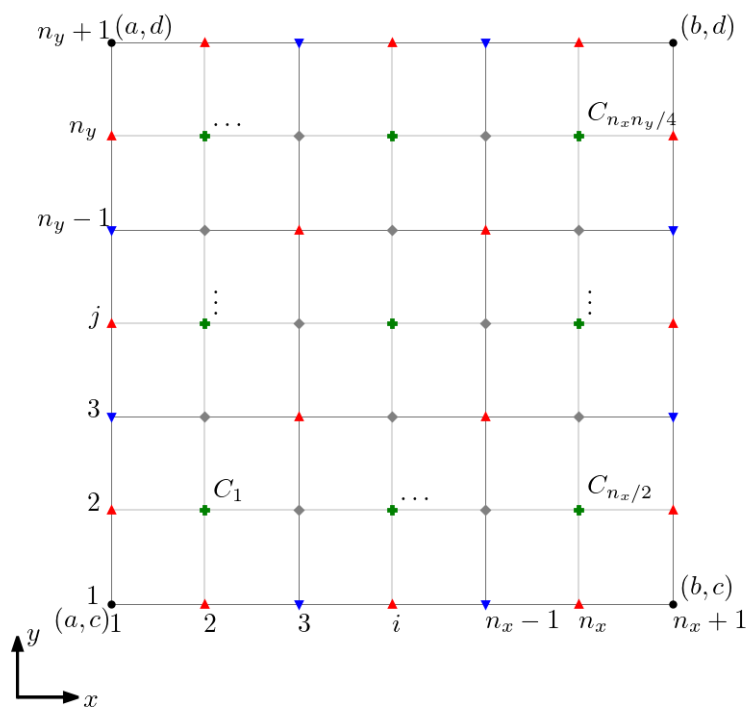 n_y + 1 (a, d) (b, d)
n_y ⋯ C_{n_x n_y/4}
n_y − 1
j ⋮ ⋮
3
2 C_1 ⋯ C_{n_x/2}
1 (b, c)
(a, c) 1 2 3 i n_x − 1 n_x n_x + 1
y
x